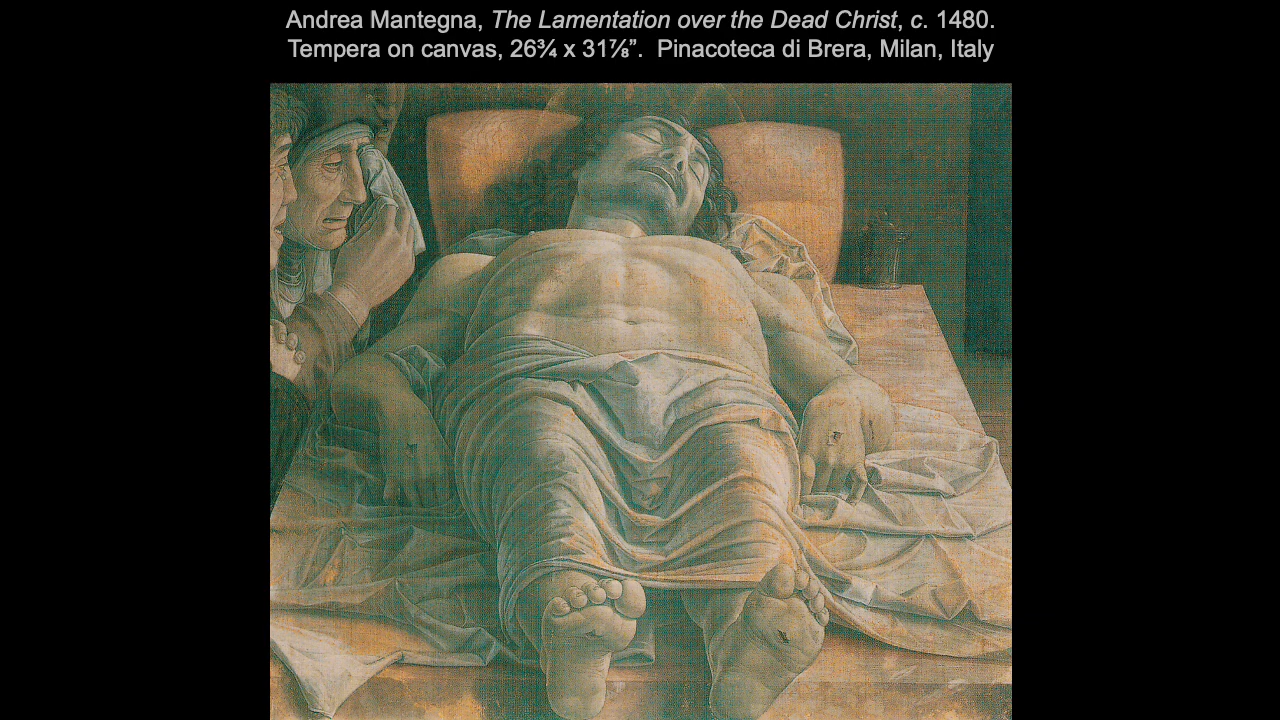 Andrea Mantegna, The Lamentation over the Dead Christ, c. 1480.
Tempera on canvas, 26¾ x 31⅞”.  Pinacoteca di Brera, Milan, Italy